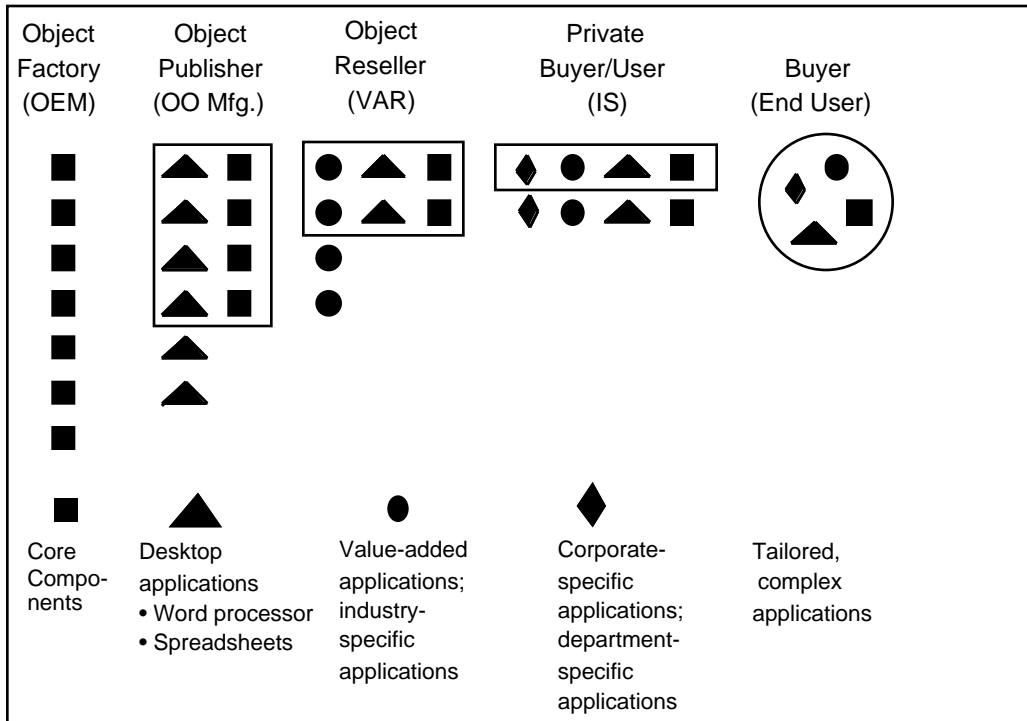 Object
Factory
(OEM)
Object
Publisher
(OO Mfg.)
Object
Reseller
(VAR)
Private
Buyer/User
(IS)
Buyer
(End User)
Core
Compo-
nents
Desktop
applications
• Word processor
• Spreadsheets
Value-added
applications;
industry-
specific
applications
Corporate-
specific
applications;
department-
specific
applications
Tailored,
complex
applications